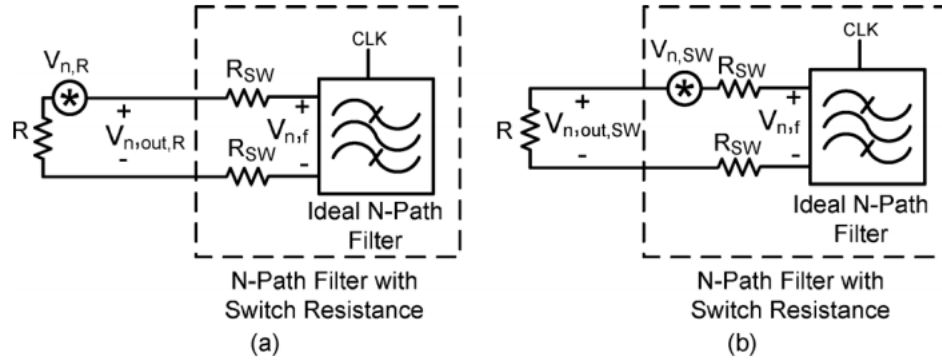 V_{n,R}
R
+
V_{n,out,R}
-
R_{SW}
R_{SW}
+
V_{n,f}
-
CLK
Ideal N-Path
Filter
N-Path Filter with
Switch Resistance
(a)
R
+
V_{n,out,SW}
-
V_{n,SW}
R_{SW}
R_{SW}
+
V_{n,f}
-
CLK
Ideal N-Path
Filter
N-Path Filter with
Switch Resistance
(b)